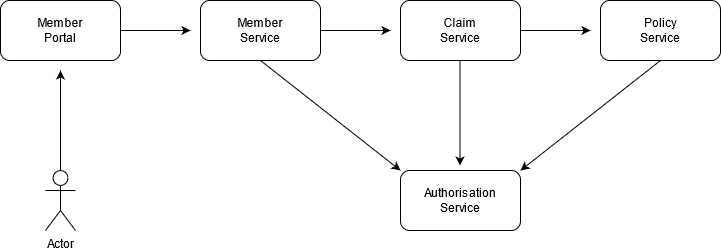 Member
Portal
Member
Service
Claim
Service
Policy
Service
Authorisation
Service
Actor